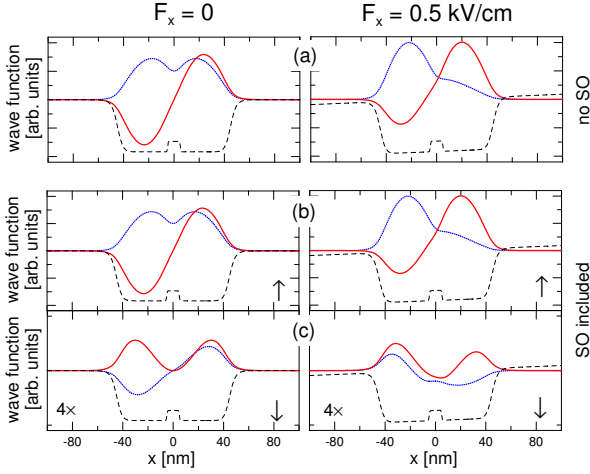 F_x = 0
F_x = 0.5 kV/cm
wave function
[arb. units]
(a)
no SO
wave function
[arb. units]
(b)
↑
↑
SO included
wave function
[arb. units]
(c)
4×
↓
4×
↓
-80 -40 0 40 80
-80 -40 0 40 80
x [nm]
x [nm]